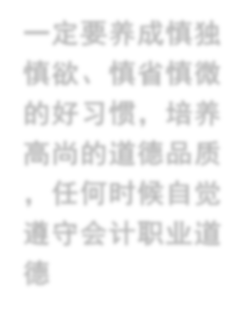 一定要养成慎独
慎欲、慎省慎微
的好习惯，培养
高尚的道德品质
，任何时候自觉
遵守会计职业道
德